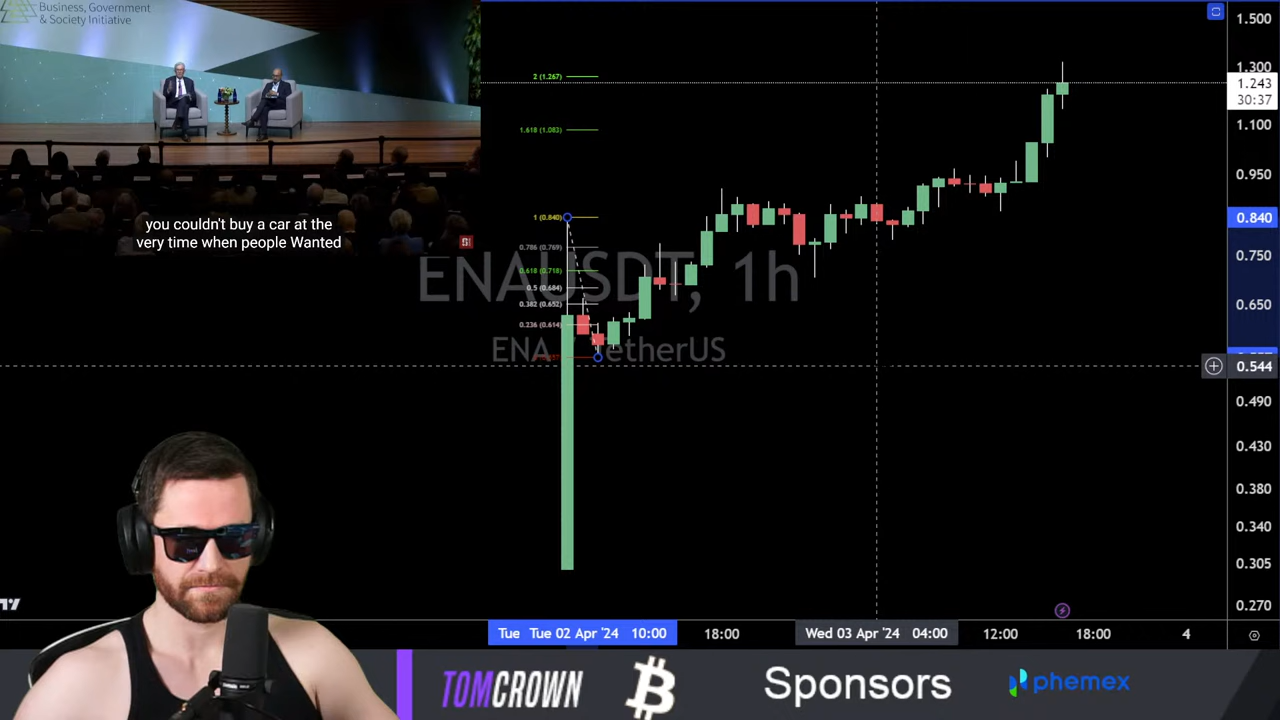 Business, Government
& Society Initiative
you couldn't buy a car at the
very time when people Wanted
ENAUSDT, 1h
ENA / TetherUS
2 (1.267)
1.618 (1.083)
1 (0.840)
0.786 (0.769)
0.618 (0.718)
0.5 (0.684)
0.382 (0.652)
0.236 (0.614)
1.500
1.300
1.243
30:37
1.100
0.950
0.840
0.750
0.650
0.544
0.490
0.430
0.380
0.340
0.305
0.270
Tue
Tue 02 Apr '24 10:00
18:00
Wed 03 Apr '24 04:00
12:00
18:00
4
TOMCROWN
Sponsors
phemex